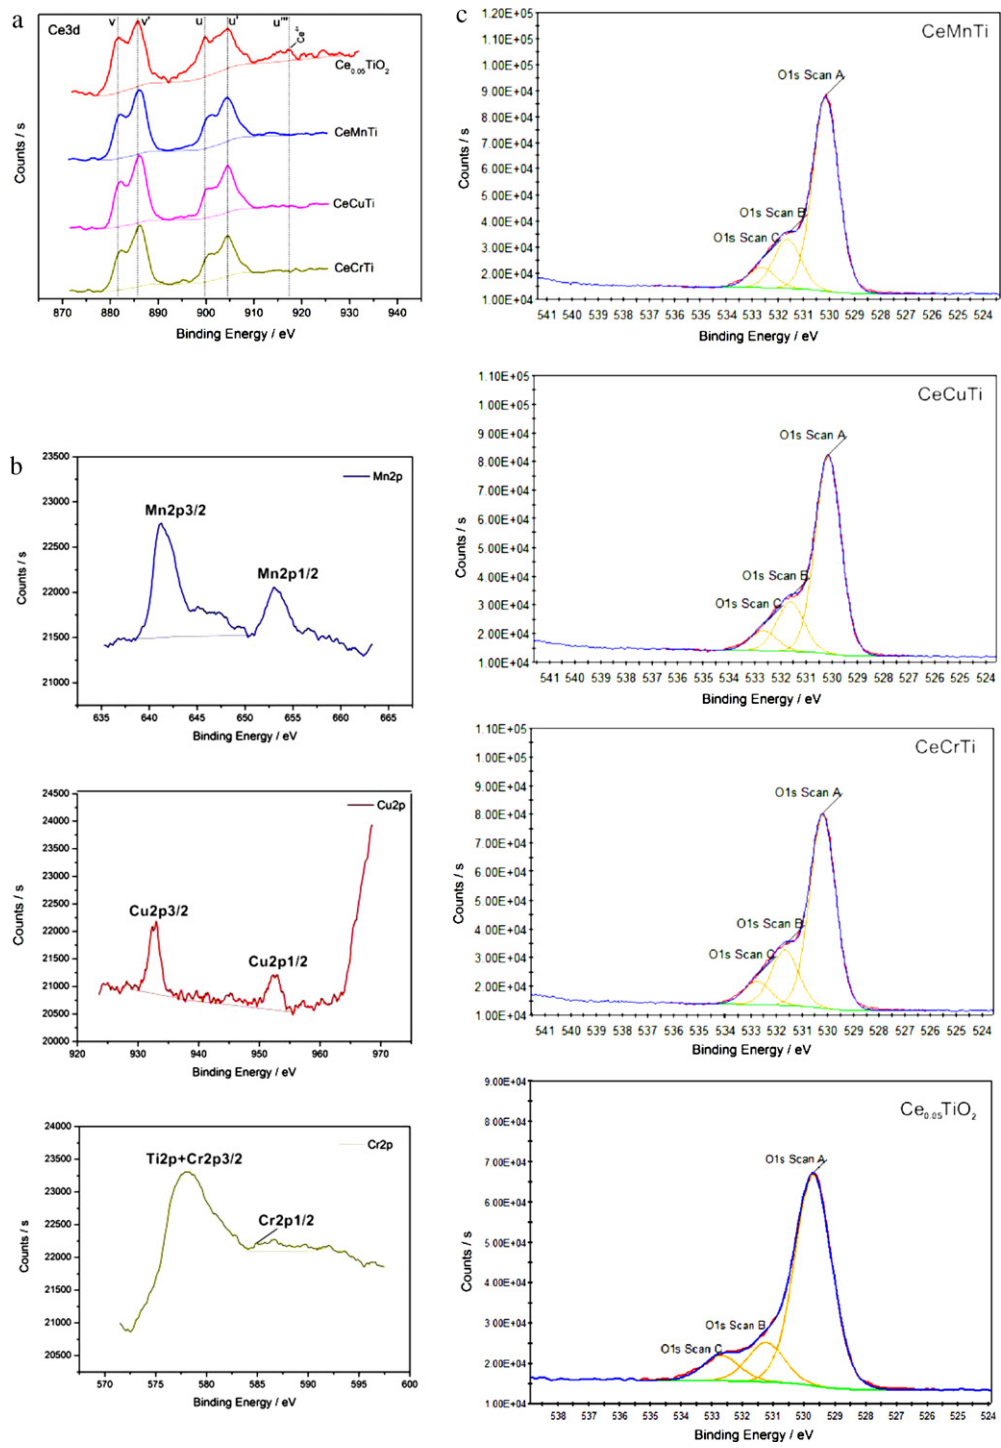 a
Ce3d
v
v'
u
u'
u'''
Ce
Ce0.05TiO2
CeMnTi
CeCuTi
CeCrTi
Counts / s
870 880 890 900 910 920 930 940
Binding Energy / eV
b
23500
22500
22000
21500
21000
Mn2p
Mn2p3/2
Mn2p1/2
Counts / s
635 640 645 650 655 660 665
Binding Energy / eV
24500
24000
22500
22000
21500
21000
20500
20000
Cu2p
Cu2p3/2
Cu2p1/2
Counts / s
920 930 940 950 960 970
Binding Energy / eV
24000
23500
23000
22500
22000
21500
21000
20500
Cr2p
Ti2p+Cr2p3/2
Cr2p1/2
Counts / s
570 575 580 585 590 595 600
Binding Energy / eV
c
1.20E+05
1.10E+05
1.00E+05
9.00E+04
8.00E+04
7.00E+04
6.00E+04
5.00E+04
4.00E+04
3.00E+04
2.00E+04
1.00E+04
CeMnTi
O1s Scan A
O1s Scan B
O1s Scan C
Counts / s
541 540 539 538 537 536 535 534 533 532 531 530 529 528 527 526 525 524
Binding Energy / eV
1.10E+05
1.00E+05
9.00E+04
8.00E+04
7.00E+04
6.00E+04
5.00E+04
4.00E+04
3.00E+04
2.00E+04
1.00E+04
CeCuTi
O1s Scan A
O1s Scan B
O1s Scan C
Counts / s
541 540 539 538 537 536 535 534 533 532 531 530 529 528 527 526 525 524
Binding Energy / eV
1.10E+05
1.00E+05
9.00E+04
8.00E+04
7.00E+04
6.00E+04
5.00E+04
4.00E+04
3.00E+04
2.00E+04
1.00E+04
CeCrTi
O1s Scan A
O1s Scan B
O1s Scan C
Counts / s
541 540 539 538 537 536 535 534 533 532 531 530 529 528 527 526 525 524
Binding Energy / eV
9.00E+04
7.00E+04
6.00E+04
5.00E+04
4.00E+04
3.00E+04
2.00E+04
1.00E+04
Ce0.05TiO2
O1s Scan A
O1s Scan B
O1s Scan C
Counts / s
538 537 536 535 534 533 532 531 530 529 528 527 526 525 524
Binding Energy / eV